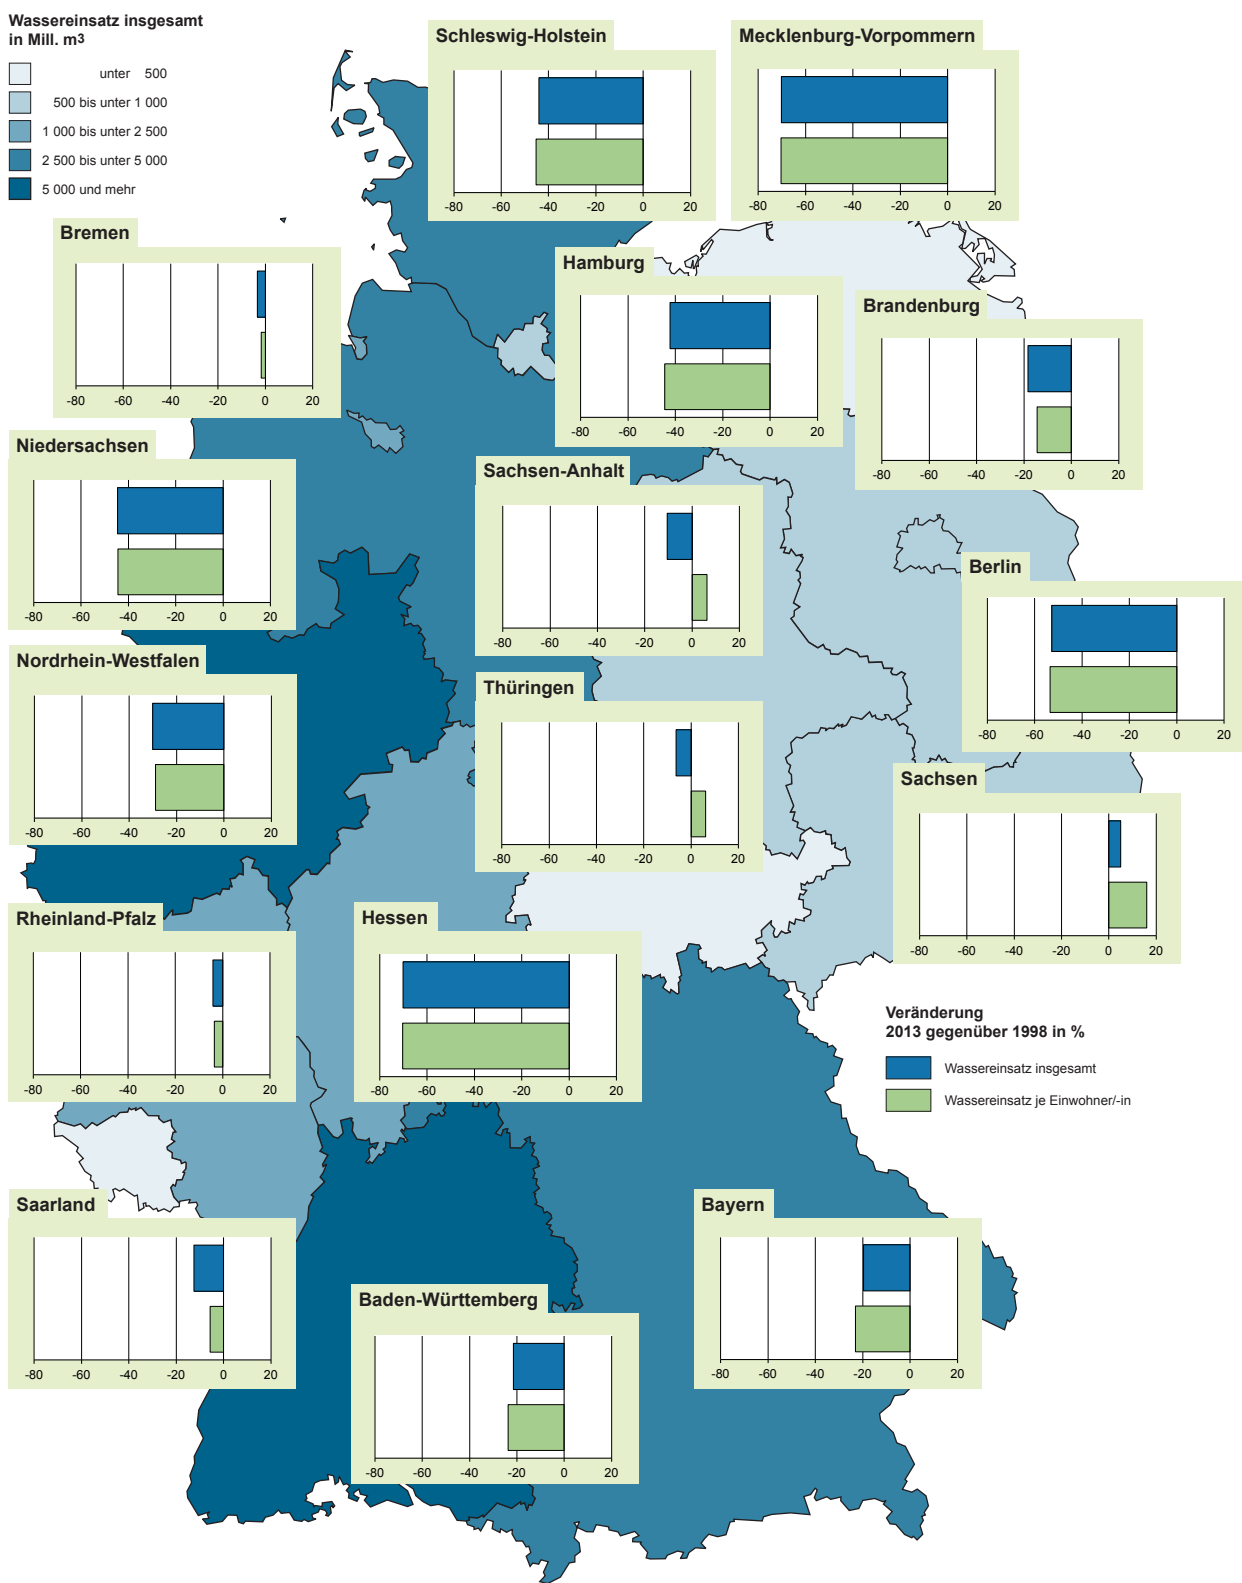 Wassereinsatz insgesamt
in Mill. m3
unter 500
500 bis unter 1 000
1 000 bis unter 2 500
2 500 bis unter 5 000
5 000 und mehr
Schleswig-Holstein
-80 -60 -40 -20 0 20
Mecklenburg-Vorpommern
-80 -60 -40 -20 0 20
Bremen
-80 -60 -40 -20 0 20
Hamburg
-80 -60 -40 -20 0 20
Brandenburg
-80 -60 -40 -20 0 20
Niedersachsen
-80 -60 -40 -20 0 20
Sachsen-Anhalt
-80 -60 -40 -20 0 20
Berlin
-80 -60 -40 -20 0 20
Nordrhein-Westfalen
-80 -60 -40 -20 0 20
Thüringen
-80 -60 -40 -20 0 20
Sachsen
-80 -60 -40 -20 0 20
Rheinland-Pfalz
-80 -60 -40 -20 0 20
Hessen
-80 -60 -40 -20 0 20
Veränderung
2013 gegenüber 1998 in %
Wassereinsatz insgesamt
Wassereinsatz je Einwohner/-in
Saarland
-80 -60 -40 -20 0 20
Bayern
-80 -60 -40 -20 0 20
Baden-Württemberg
-80 -60 -40 -20 0 20